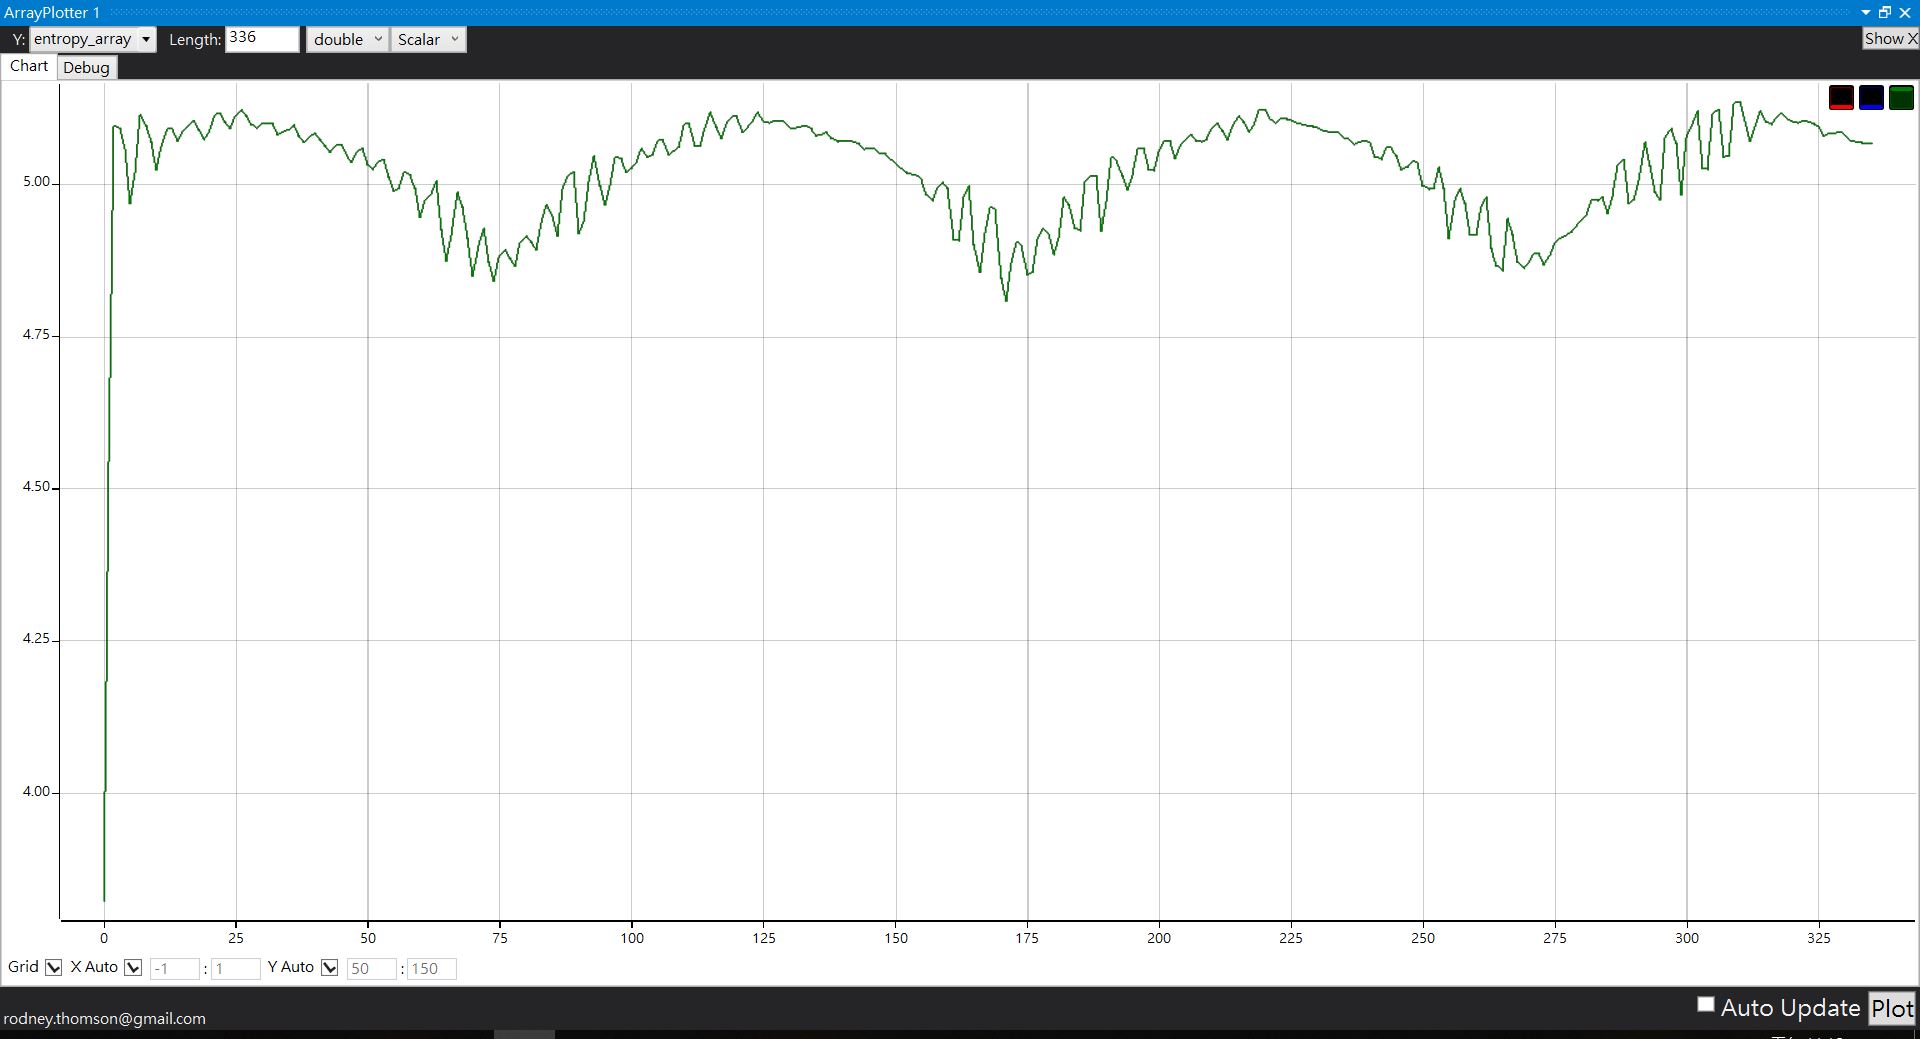 ArrayPlotter 1
Y: entropy_array Length: 336 double Scalar Show X
Chart Debug
5.00
4.75
4.50
4.25
4.00
0 25 50 75 100 125 150 175 200 225 250 275 300 325
Grid X Auto -1 : 1 Y Auto 50 : 150
Auto Update Plot
rodney.thomson@gmail.com